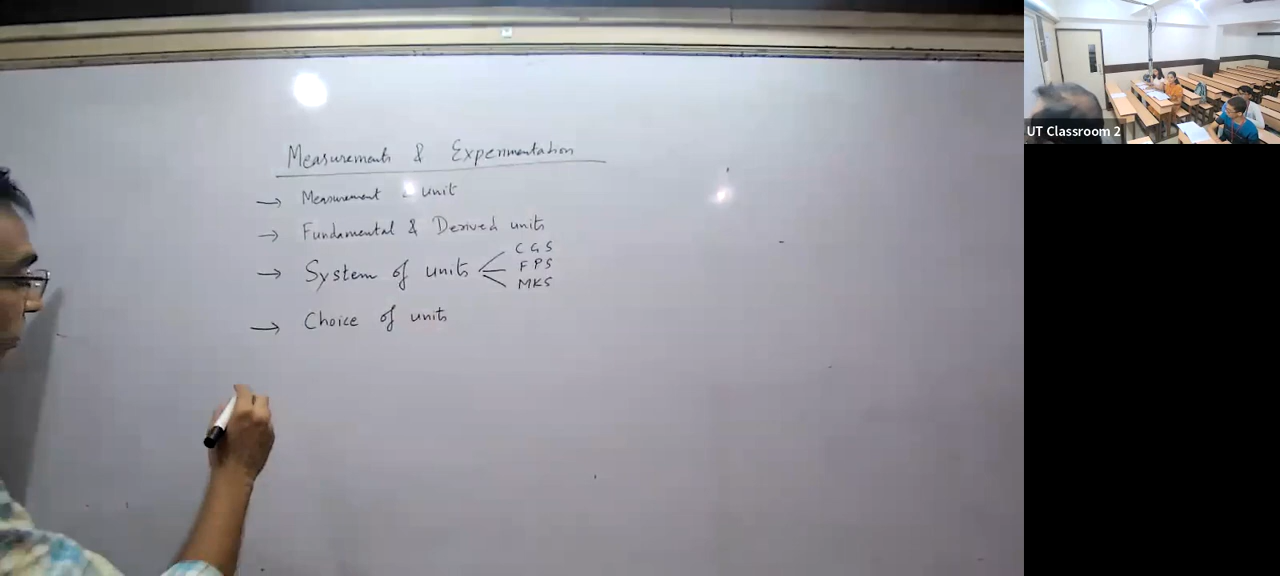 Measurements & Experimentation
→ Measurement & unit
→ Fundamental & Derived units
→ System of units
CGS
FPS
MKS
→ Choice of units
UT Classroom 2